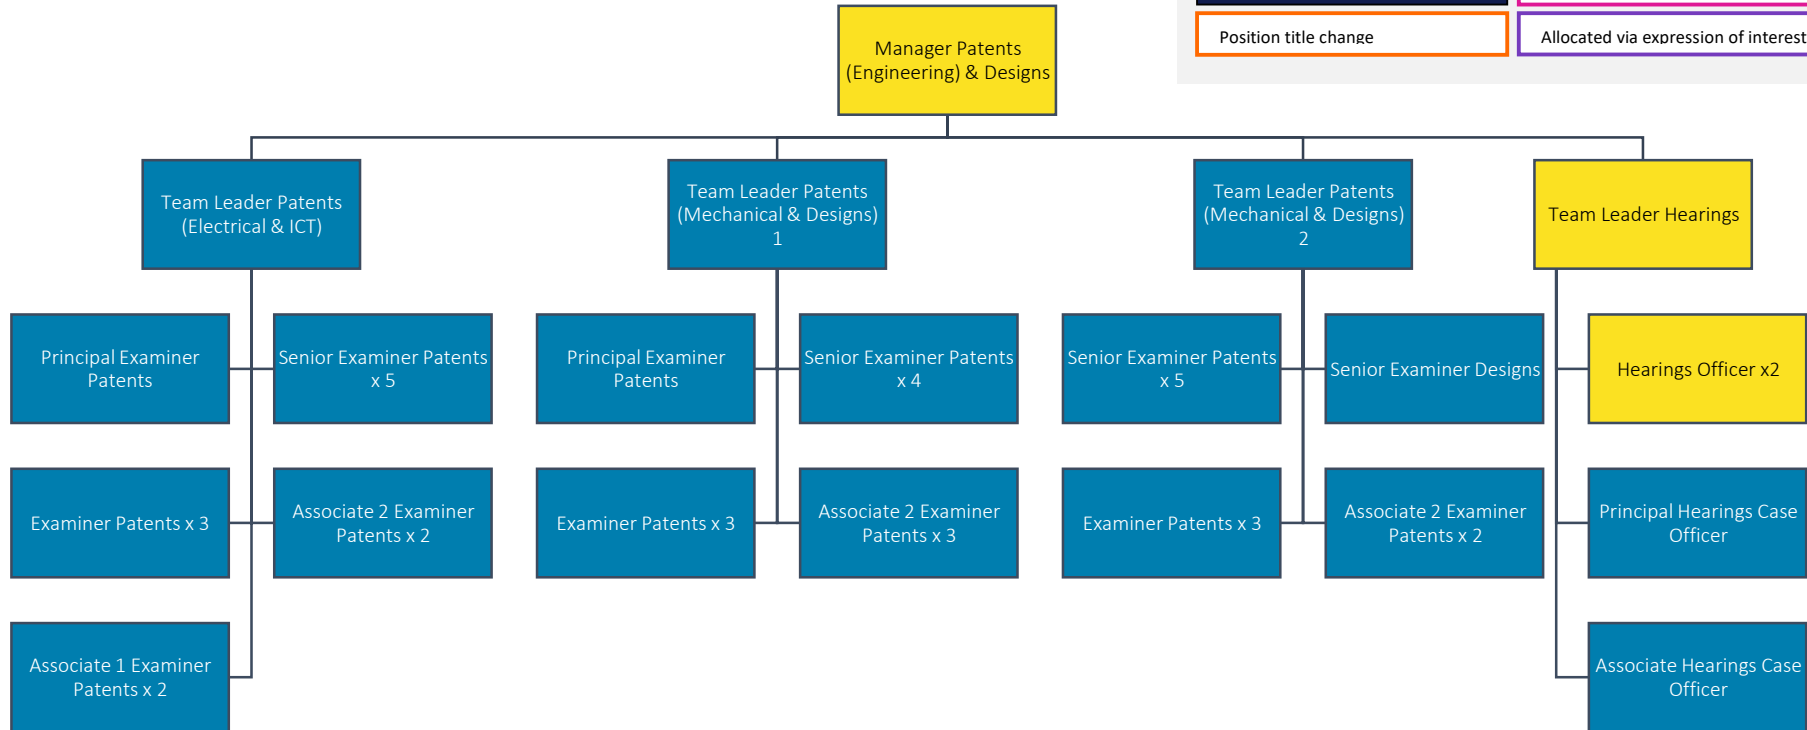 Position title change
Allocated via expression of interest
Manager Patents
(Engineering) & Designs
Team Leader Patents
(Electrical & ICT)
Team Leader Patents
(Mechanical & Designs)
1
Team Leader Patents
(Mechanical & Designs)
2
Team Leader Hearings
Principal Examiner
Patents
Senior Examiner Patents
x 5
Principal Examiner
Patents
Senior Examiner Patents
x 4
Senior Examiner Patents
x 5
Senior Examiner Designs
Hearings Officer x2
Examiner Patents x 3
Associate 2 Examiner
Patents x 2
Examiner Patents x 3
Associate 2 Examiner
Patents x 3
Examiner Patents x 3
Associate 2 Examiner
Patents x 2
Principal Hearings Case
Officer
Associate 1 Examiner
Patents x 2
Associate Hearings Case
Officer